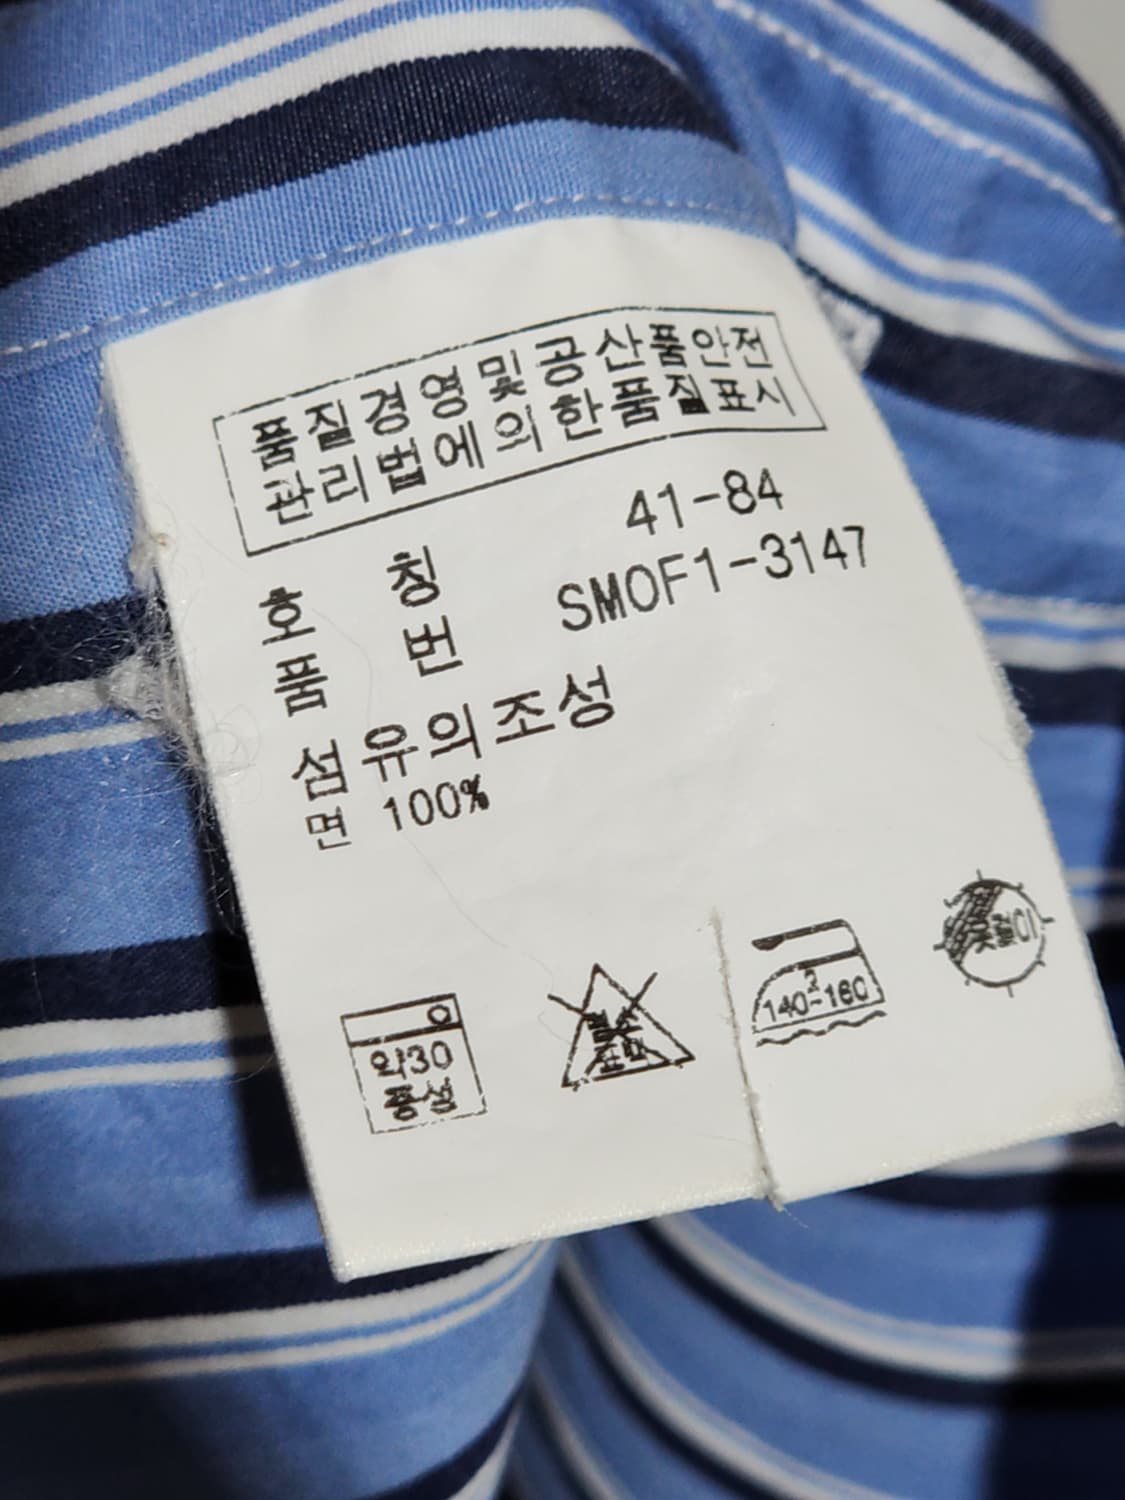 품질경영및공산품안전
관리법에의한품질표시
호 칭 41-84
품 번 SMOF1-3147
섬유의조성
면 100%
약30
중성
140~160
2